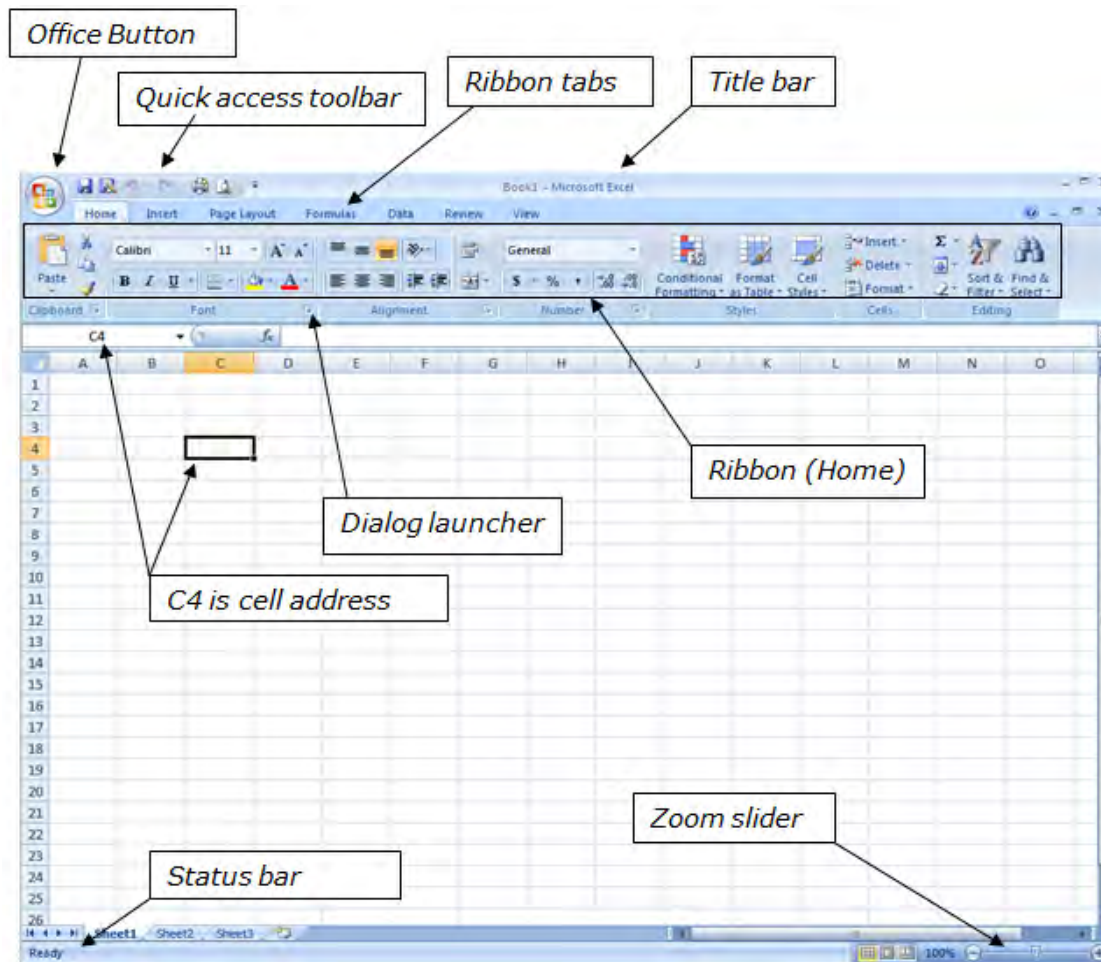 Office Button
Quick access toolbar
Ribbon tabs
Title bar
Book1 - Microsoft Excel
Home Insert Page Layout Formulas Data Review View
Calibri 11 A A General Insert
Paste Delete
B I U A $ % , Format
Conditional Formatting
Format as Table
Cell Styles
Σ
Sort & Filter
Find & Select
Clipboard Font Alignment Number Styles Cells Editing
C4 fx
A B C D E F G H I J K L M N O
1
2
3
4
5
6
7
8
9
10
11
12
13
14
15
16
17
18
19
20
21
22
23
24
25
26
Ribbon (Home)
Dialog launcher
C4 is cell address
Zoom slider
Status bar
Sheet1 Sheet2 Sheet3
Ready 100%